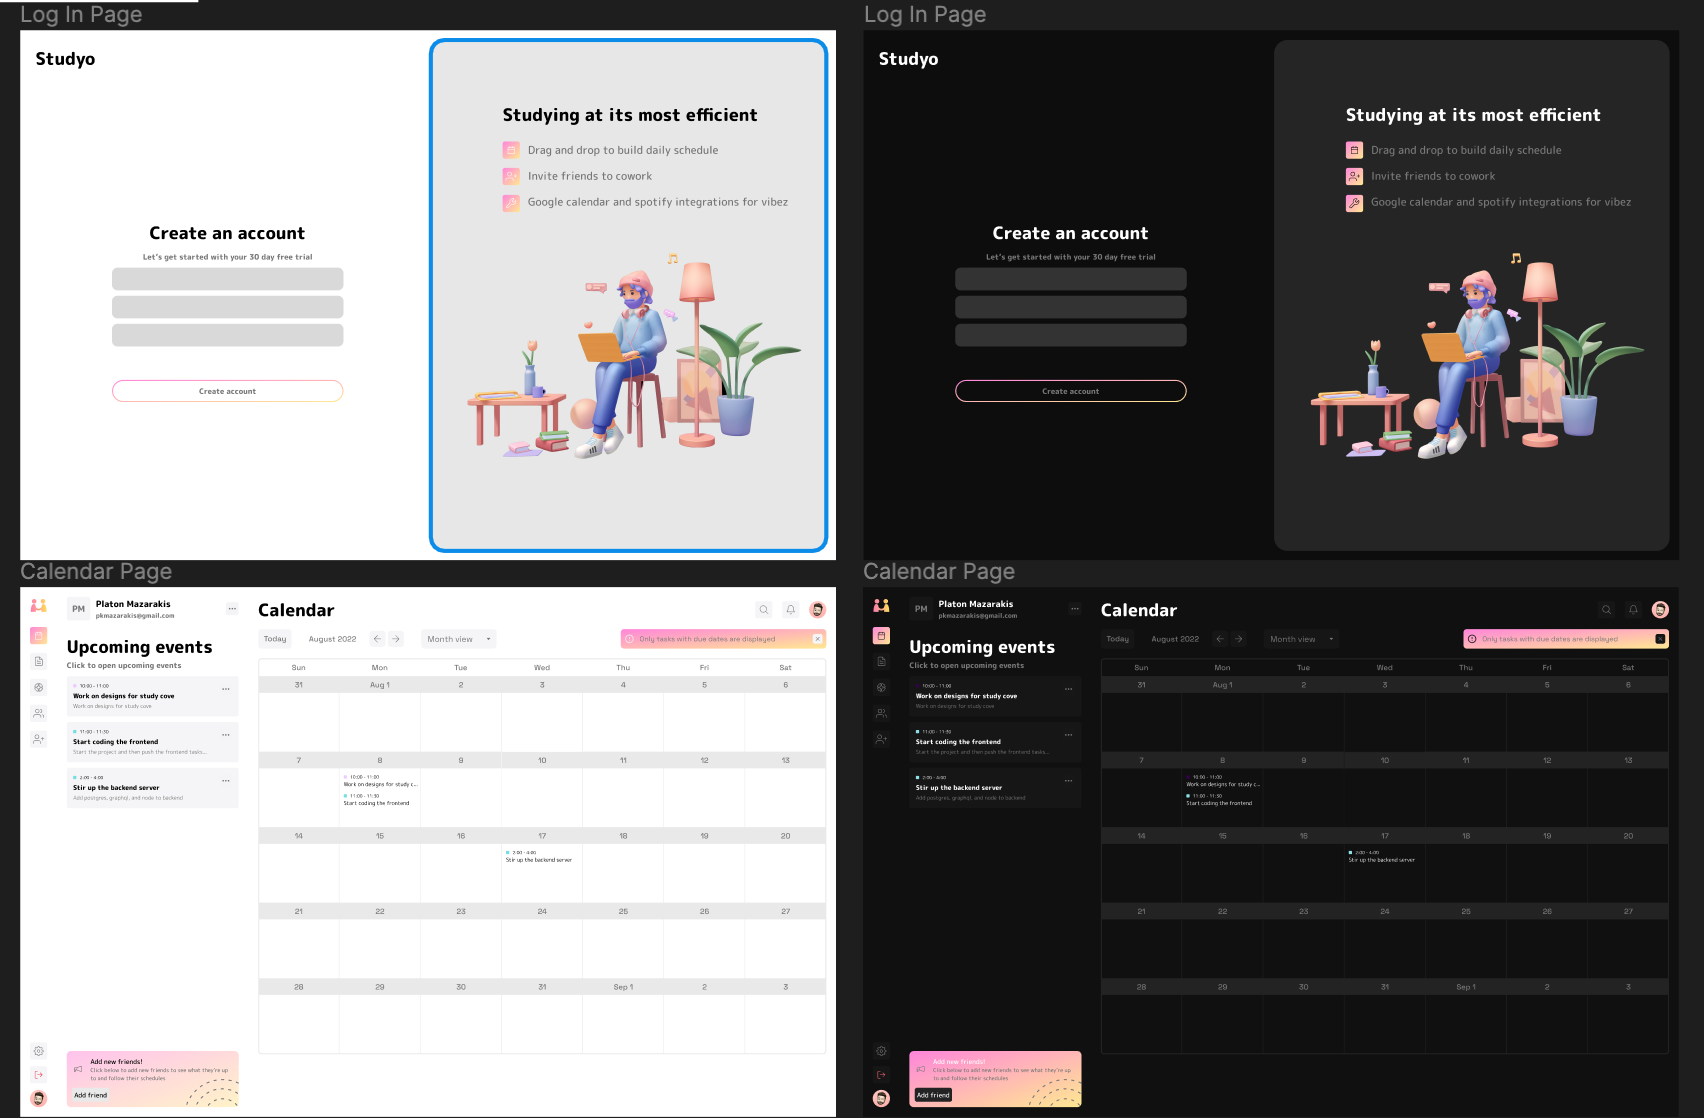 Log In Page
Studyo
Create an account
Let's get started with your 30 day free trial
Create account
Studying at its most efficient
Drag and drop to build daily schedule
Invite friends to cowork
Google calendar and spotify integrations for vibez
Log In Page
Studyo
Create an account
Let's get started with your 30 day free trial
Create account
Studying at its most efficient
Drag and drop to build daily schedule
Invite friends to cowork
Google calendar and spotify integrations for vibez
Calendar Page
PM
Platon Mazarakis
pkmazarakis@gmail.com
Upcoming events
Click to open upcoming events
10:00 - 11:00
Work on designs for study cove
Work on designs for study cove
11:00 - 11:30
Start coding the frontend
Start the project and then push the frontend tasks...
2:00 - 4:00
Stir up the backend server
Add postgres, graphql, and node to backend
Add new friends!
Click below to add new friends to see what they're up
to and follow their schedules
Add friend
Calendar
Today August 2022 Month view
Only tasks with due dates are displayed
Sun Mon Tue Wed Thu Fri Sat
31 Aug 1 2 3 4 5 6
7 8 9 10 11 12 13
10:00 - 11:00
Work on designs for study c...
11:00 - 11:30
Start coding the frontend
14 15 16 17 18 19 20
2:00 - 4:00
Stir up the backend server
21 22 23 24 25 26 27
28 29 30 31 Sep 1 2 3
Calendar Page
PM
Platon Mazarakis
pkmazarakis@gmail.com
Upcoming events
Click to open upcoming events
10:00 - 11:00
Work on designs for study cove
Work on designs for study cove
11:00 - 11:30
Start coding the frontend
Start the project and then push the frontend tasks...
2:00 - 4:00
Stir up the backend server
Add postgres, graphql, and node to backend
Add new friends!
Click below to add new friends to see what they're up
to and follow their schedules
Add friend
Calendar
Today August 2022 Month view
Only tasks with due dates are displayed
Sun Mon Tue Wed Thu Fri Sat
31 Aug 1 2 3 4 5 6
7 8 9 10 11 12 13
10:00 - 11:00
Work on designs for study c...
11:00 - 11:30
Start coding the frontend
14 15 16 17 18 19 20
2:00 - 4:00
Stir up the backend server
21 22 23 24 25 26 27
28 29 30 31 Sep 1 2 3